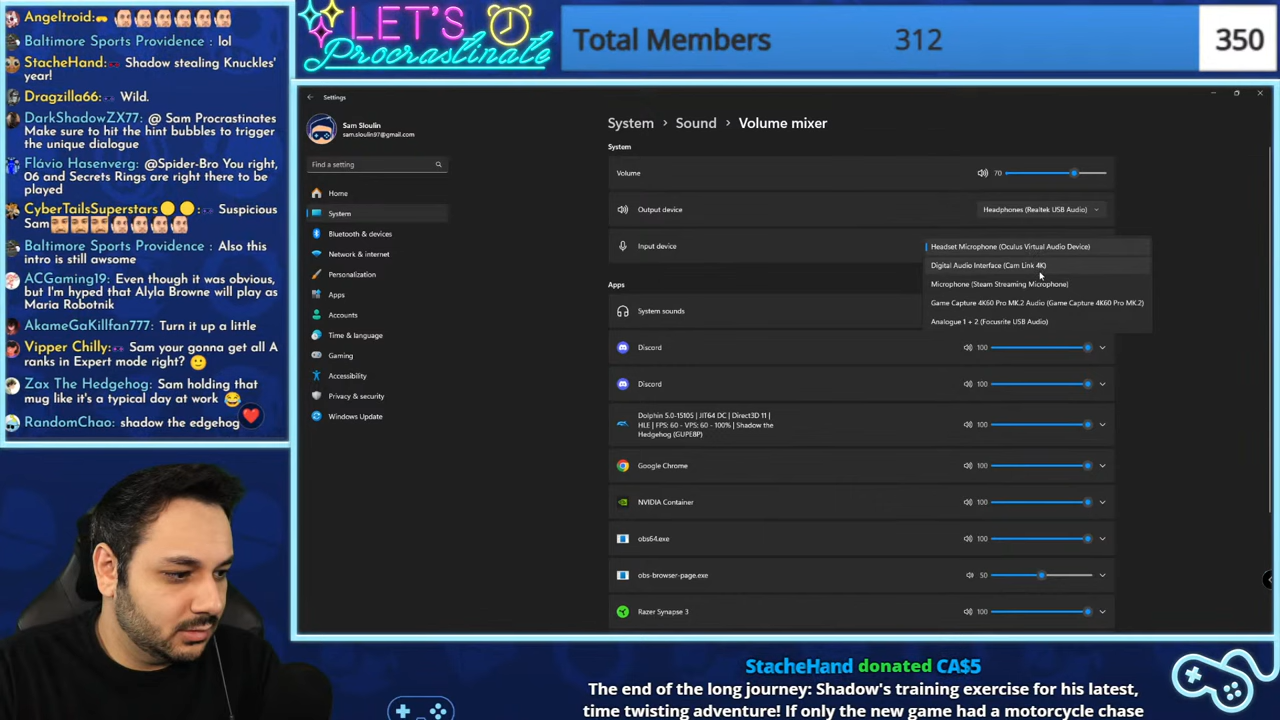 Angeltroid:
Baltimore Sports Providence : lol
StacheHand: Shadow stealing Knuckles'
year!
Dragzilla66: Wild.
DarkShadowZX77: @ Sam Procrastinates
Make sure to hit the hint bubbles to trigger
the unique dialogue
Flávio Hasenverg: @Spider-Bro You right,
06 and Secrets Rings are right there to be
played
CyberTailsSuperstars: Suspicious
Sam
Baltimore Sports Providence : Also this
intro is still awsome
ACGaming19: Even though it was obvious,
but I'm hyped that Alyla Browne will play as
Maria Robotnik
AkameGaKillfan777: Turn it up a little
Vipper Chilly: Sam your gonna get all A
ranks in Expert mode right? 🙂
Zax The Hedgehog: Sam holding that
mug like it's a typical day at work 😂
RandomChao: shadow the edgehog
LET'S
Procrastinate
Total Members 312 350
Settings
Sam Sloulin
sam.sloulin97@gmail.com
Find a setting
Home
System
Bluetooth & devices
Network & internet
Personalization
Apps
Accounts
Time & language
Gaming
Accessibility
Privacy & security
Windows Update
System > Sound > Volume mixer
System
Volume 70
Output device Headphones (Realtek USB Audio)
Input device
Headset Microphone (Oculus Virtual Audio Device)
Digital Audio Interface (Cam Link 4K)
Microphone (Steam Streaming Microphone)
Game Capture 4K60 Pro MK.2 Audio (Game Capture 4K60 Pro MK.2)
Analogue 1 + 2 (Focusrite USB Audio)
Apps
System sounds
Discord 100
Discord 100
Dolphin 5.0-15105 | JIT64 DC | Direct3D 11 |
HLE | FPS: 60 - VPS: 60 - 100% | Shadow the
Hedgehog (GUPE8P)
100
Google Chrome 100
NVIDIA Container 100
obs64.exe 100
obs-browser-page.exe 50
Razer Synapse 3 100
StacheHand donated CA$5
The end of the long journey: Shadow's training exercise for his latest,
time twisting adventure! If only the new game had a motorcycle chase